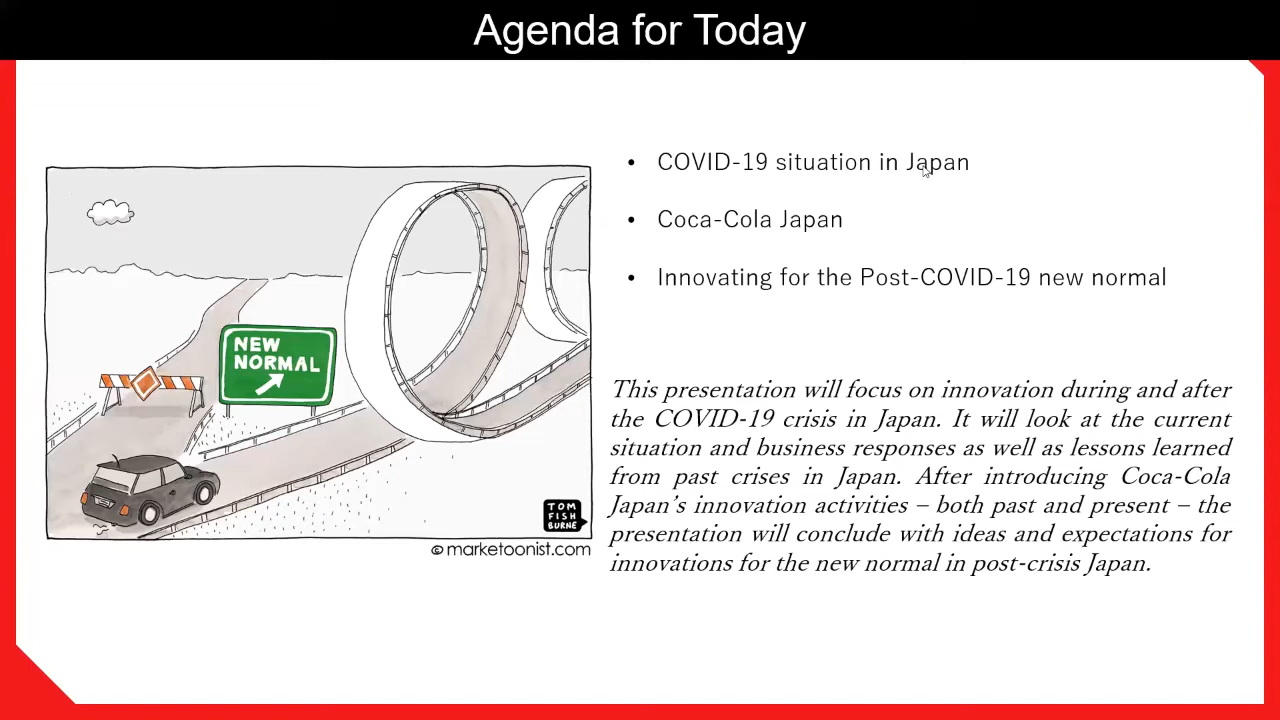 Agenda for Today
• COVID-19 situation in Japan
• Coca-Cola Japan
• Innovating for the Post-COVID-19 new normal
NEW
NORMAL
TOM
FISH
BURNE
© marketoonist.com
This presentation will focus on innovation during and after
the COVID-19 crisis in Japan. It will look at the current
situation and business responses as well as lessons learned
from past crises in Japan. After introducing Coca-Cola
Japan's innovation activities – both past and present – the
presentation will conclude with ideas and expectations for
innovations for the new normal in post-crisis Japan.